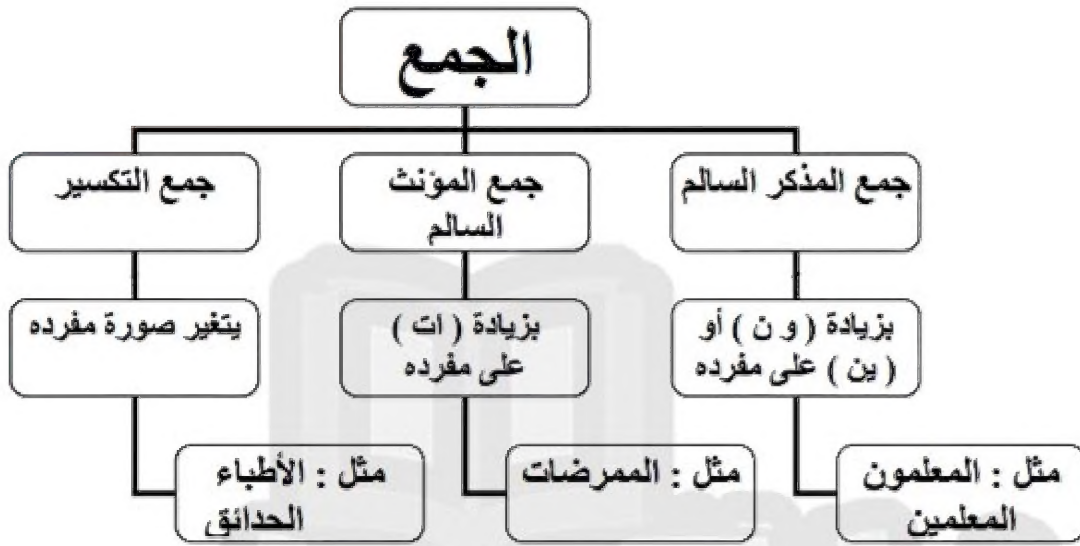 الجمع
جمع المذكر السالم
جمع المؤنث
السالم
جمع التكسير
بزيادة ( و ن ) أو
( ين ) على مفرده
بزيادة ( ات )
على مفرده
يتغير صورة مفرده
مثل : المعلمون
المعلمين
مثل : الممرضات
مثل : الأطباء
الحدائق